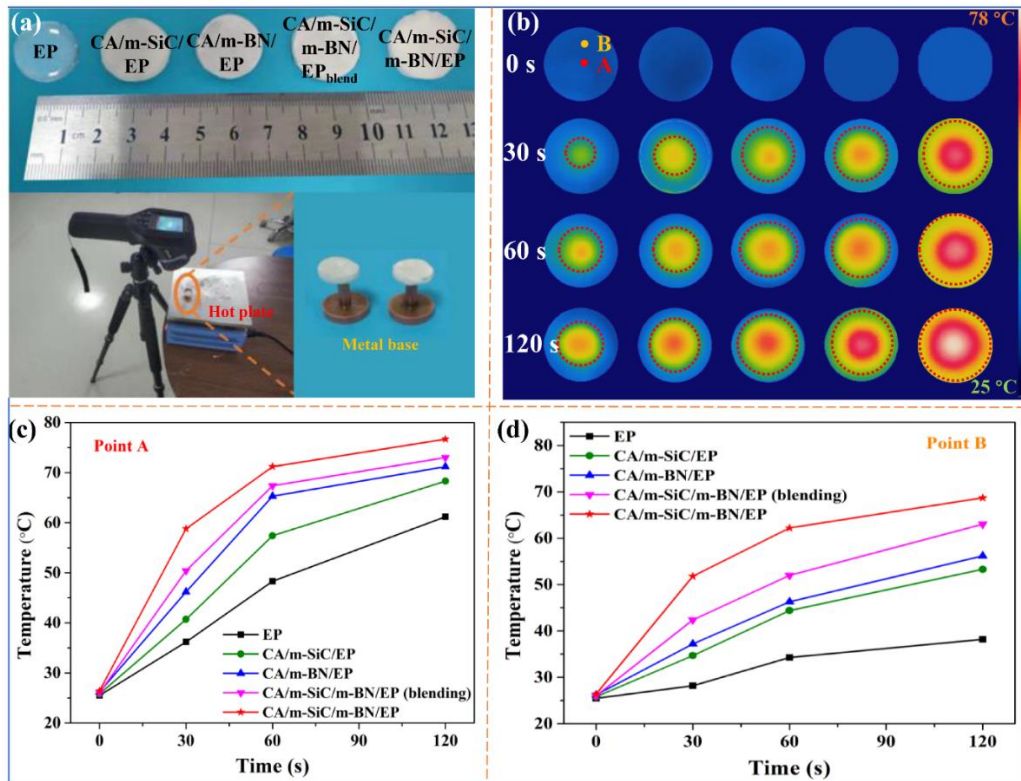 (a)
EP
CA/m-SiC/
EP
CA/m-BN/
EP
CA/m-SiC/
m-BN/
EPblend
CA/m-SiC/
m-BN/EP
1 cm 2 3 4 5 6 7 8 9 10 11 12 13
Hot plate
Metal base
(b)
78 °C
B
A
0 s
30 s
60 s
120 s
25 °C
(c)
Point A
80
70
60
50
40
30
20
Temperature (°C)
EP
CA/m-SiC/EP
CA/m-BN/EP
CA/m-SiC/m-BN/EP (blending)
CA/m-SiC/m-BN/EP
0 30 60 90 120
Time (s)
(d)
EP
CA/m-SiC/EP
CA/m-BN/EP
CA/m-SiC/m-BN/EP (blending)
CA/m-SiC/m-BN/EP
Point B
80
70
60
50
40
30
20
Temperature (°C)
0 30 60 90 120
Time (s)